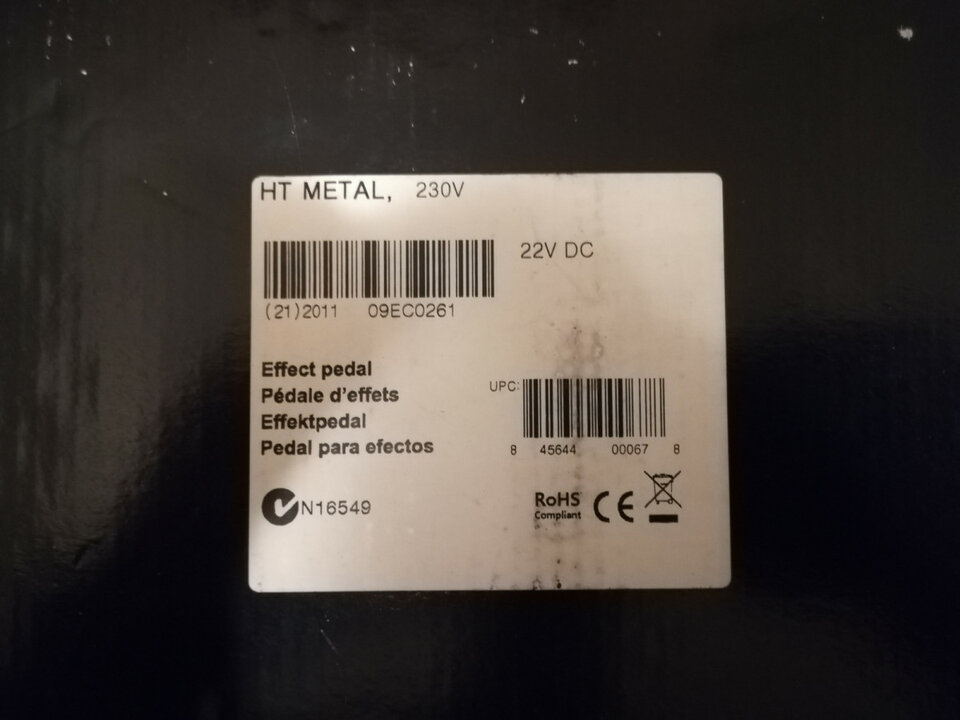 HT METAL, 230V
22V DC
(21)2011 09EC0261
Effect pedal
Pédale d'effets
Effektpedal
Pedal para efectos
UPC:
8 45644 00067 8
N16549
RoHS
Compliant
CE